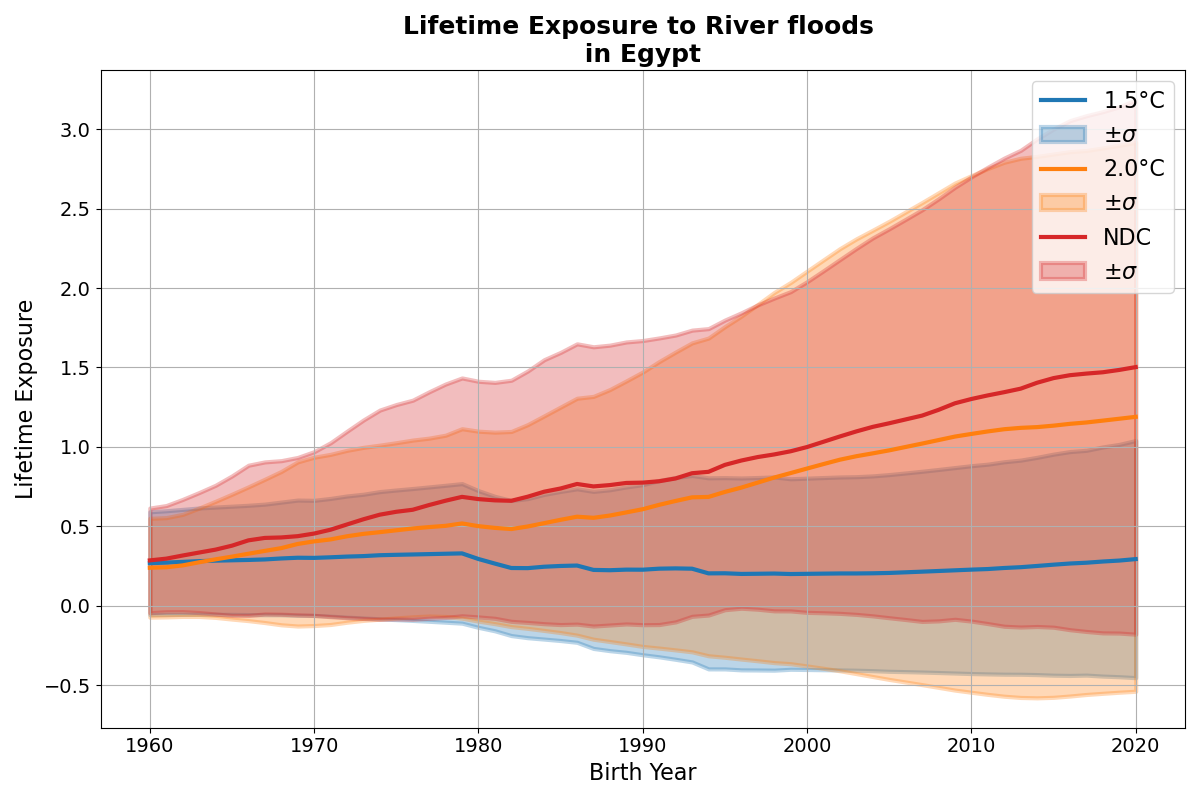 Lifetime Exposure to River floods
in Egypt
Lifetime Exposure
3.0
2.5
2.0
1.5
1.0
0.5
0.0
−0.5
1960
1970
1980
1990
2000
2010
2020
Birth Year
1.5°C
±σ
2.0°C
±σ
NDC
±σ